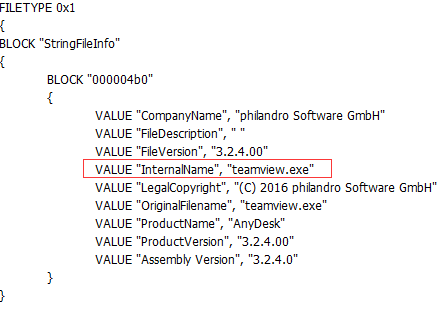 FILETYPE 0x1
{
BLOCK "StringFileInfo"
{
BLOCK "000004b0"
{
VALUE "CompanyName", "philandro Software GmbH"
VALUE "FileDescription", " "
VALUE "FileVersion", "3.2.4.00"
VALUE "InternalName", "teamview.exe"
VALUE "LegalCopyright", "(C) 2016 philandro Software GmbH"
VALUE "OriginalFilename", "teamview.exe"
VALUE "ProductName", "AnyDesk"
VALUE "ProductVersion", "3.2.4.00"
VALUE "Assembly Version", "3.2.4.0"
}
}